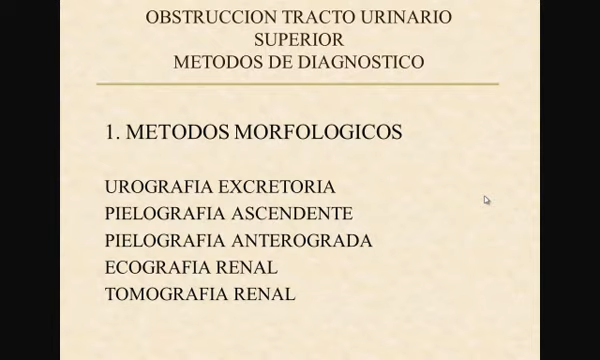 OBSTRUCCION TRACTO URINARIO
SUPERIOR
METODOS DE DIAGNOSTICO
1. METODOS MORFOLOGICOS
UROGRAFIA EXCRETORIA
PIELOGRAFIA ASCENDENTE
PIELOGRAFIA ANTEROGRADA
ECOGRAFIA RENAL
TOMOGRAFIA RENAL